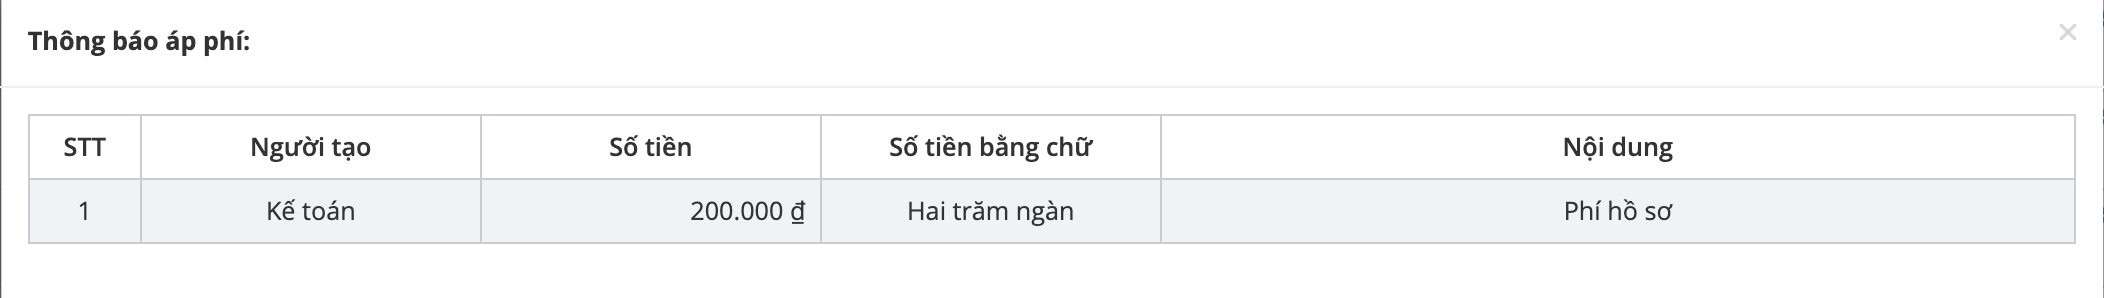 Thông báo áp phí:
STT Người tạo Số tiền Số tiền bằng chữ Nội dung
1 Kế toán 200.000 ₫ Hai trăm ngàn Phí hồ sơ